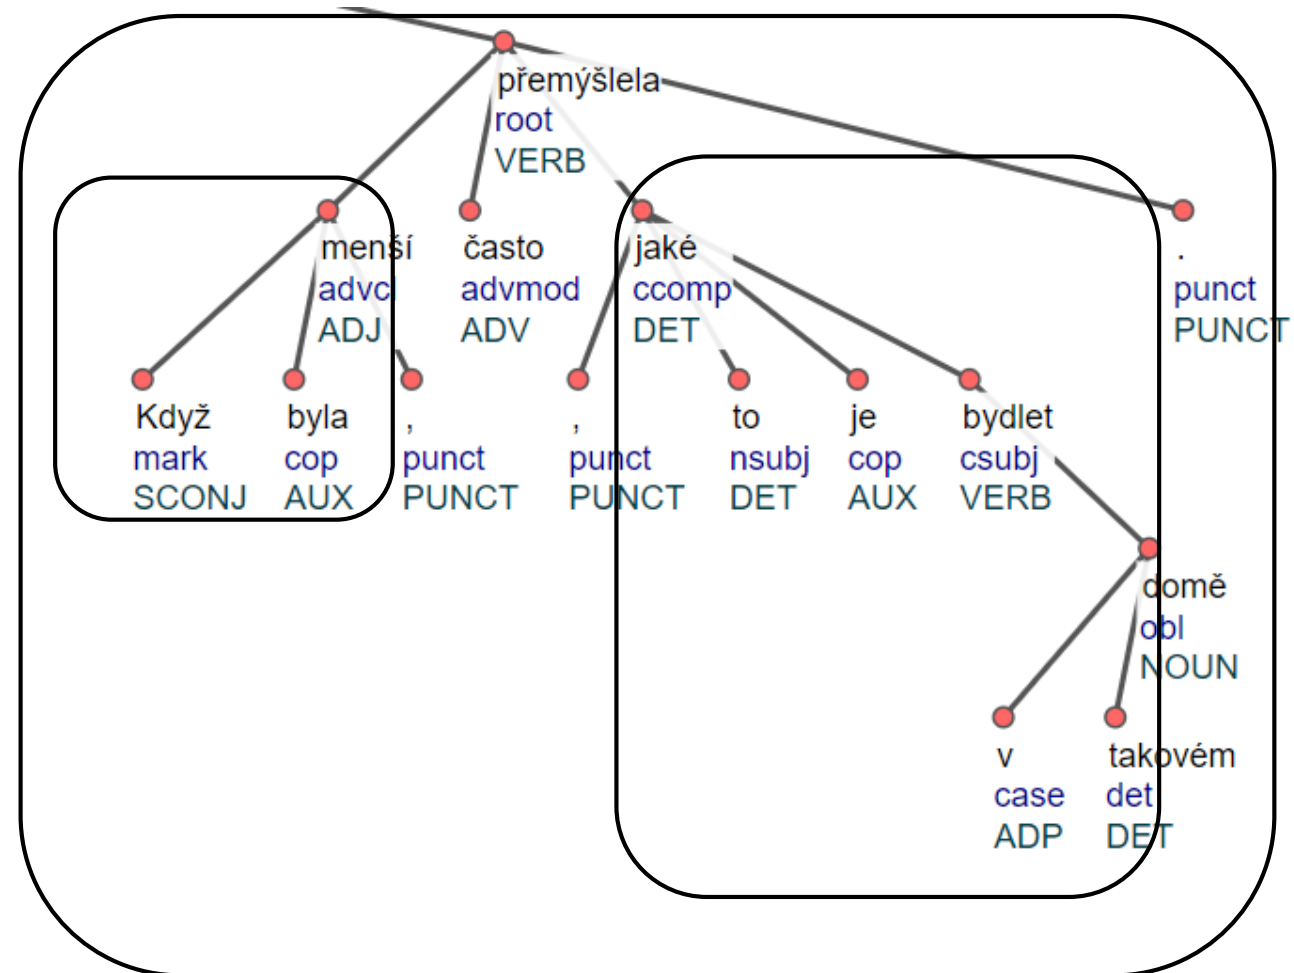 přemýšlela
root
VERB
menší
advcl
ADJ
často
advmod
ADV
jaké
ccomp
DET
.
punct
PUNCT
Když
mark
SCONJ
byla
cop
AUX
,
punct
PUNCT
,
punct
PUNCT
to
nsubj
DET
je
cop
AUX
bydlet
csubj
VERB
domě
obl
NOUN
v
case
ADP
takovém
det
DET